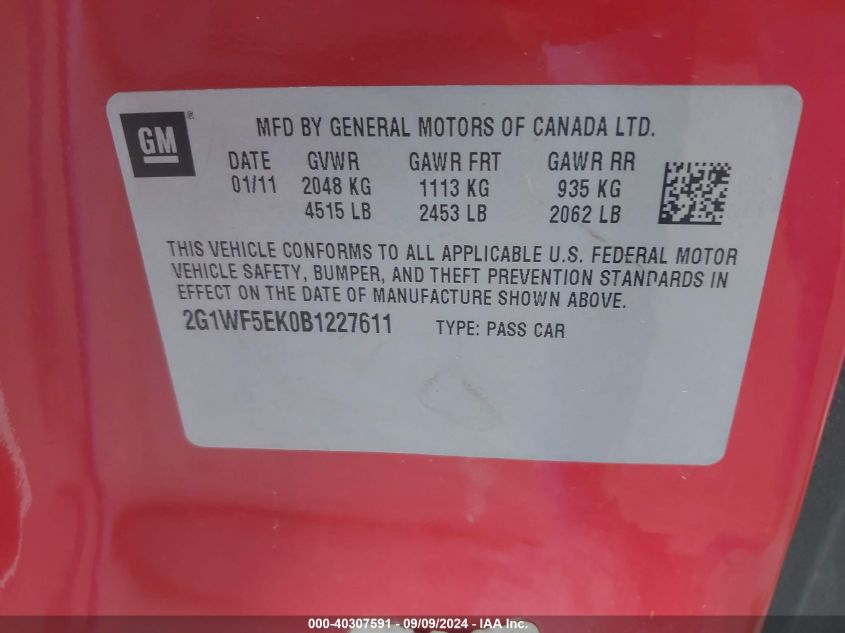 GM ®
MFD BY GENERAL MOTORS OF CANADA LTD.
DATE GVWR GAWR FRT GAWR RR
01/11 2048 KG 1113 KG 935 KG
4515 LB 2453 LB 2062 LB
THIS VEHICLE CONFORMS TO ALL APPLICABLE U.S. FEDERAL MOTOR
VEHICLE SAFETY, BUMPER, AND THEFT PREVENTION STANDARDS IN
EFFECT ON THE DATE OF MANUFACTURE SHOWN ABOVE.
2G1WF5EK0B1227611 TYPE: PASS CAR
000-40307591 - 09/09/2024 - IAA Inc.